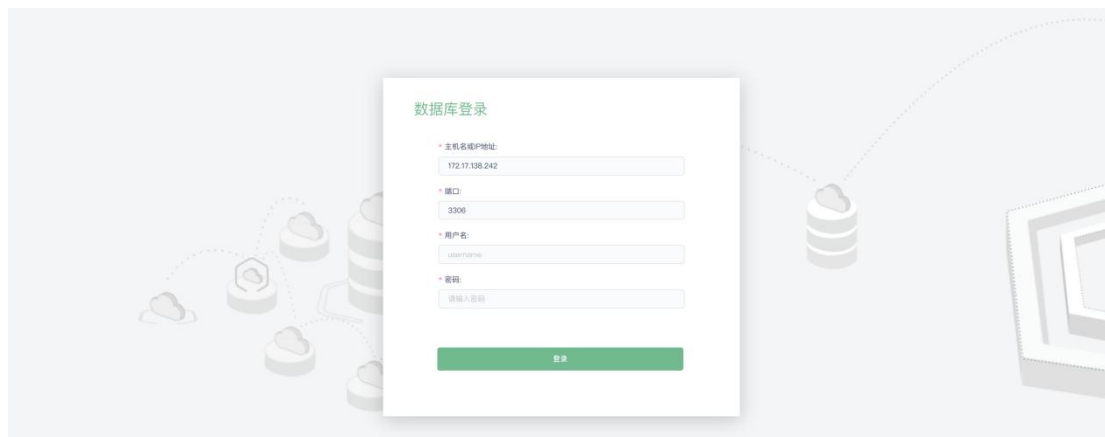 数据库登录
* 主机名或IP地址:
172.17.138.242
* 端口:
3306
* 用户名:
username
* 密码:
请输入密码
登录